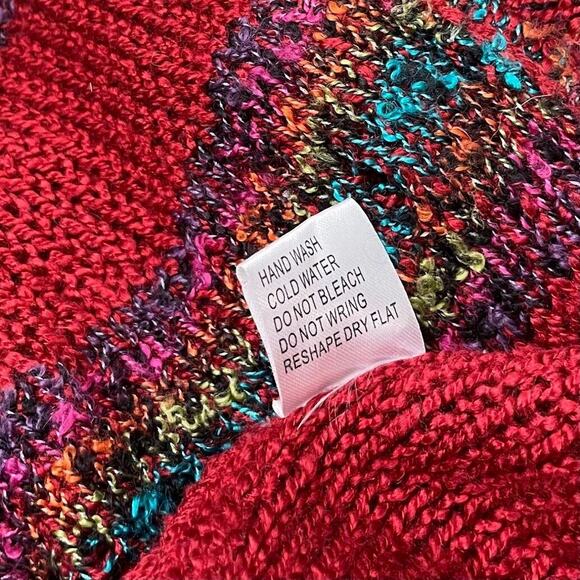 HAND WASH
COLD WATER
DO NOT BLEACH
DO NOT WRING
RESHAPE DRY FLAT